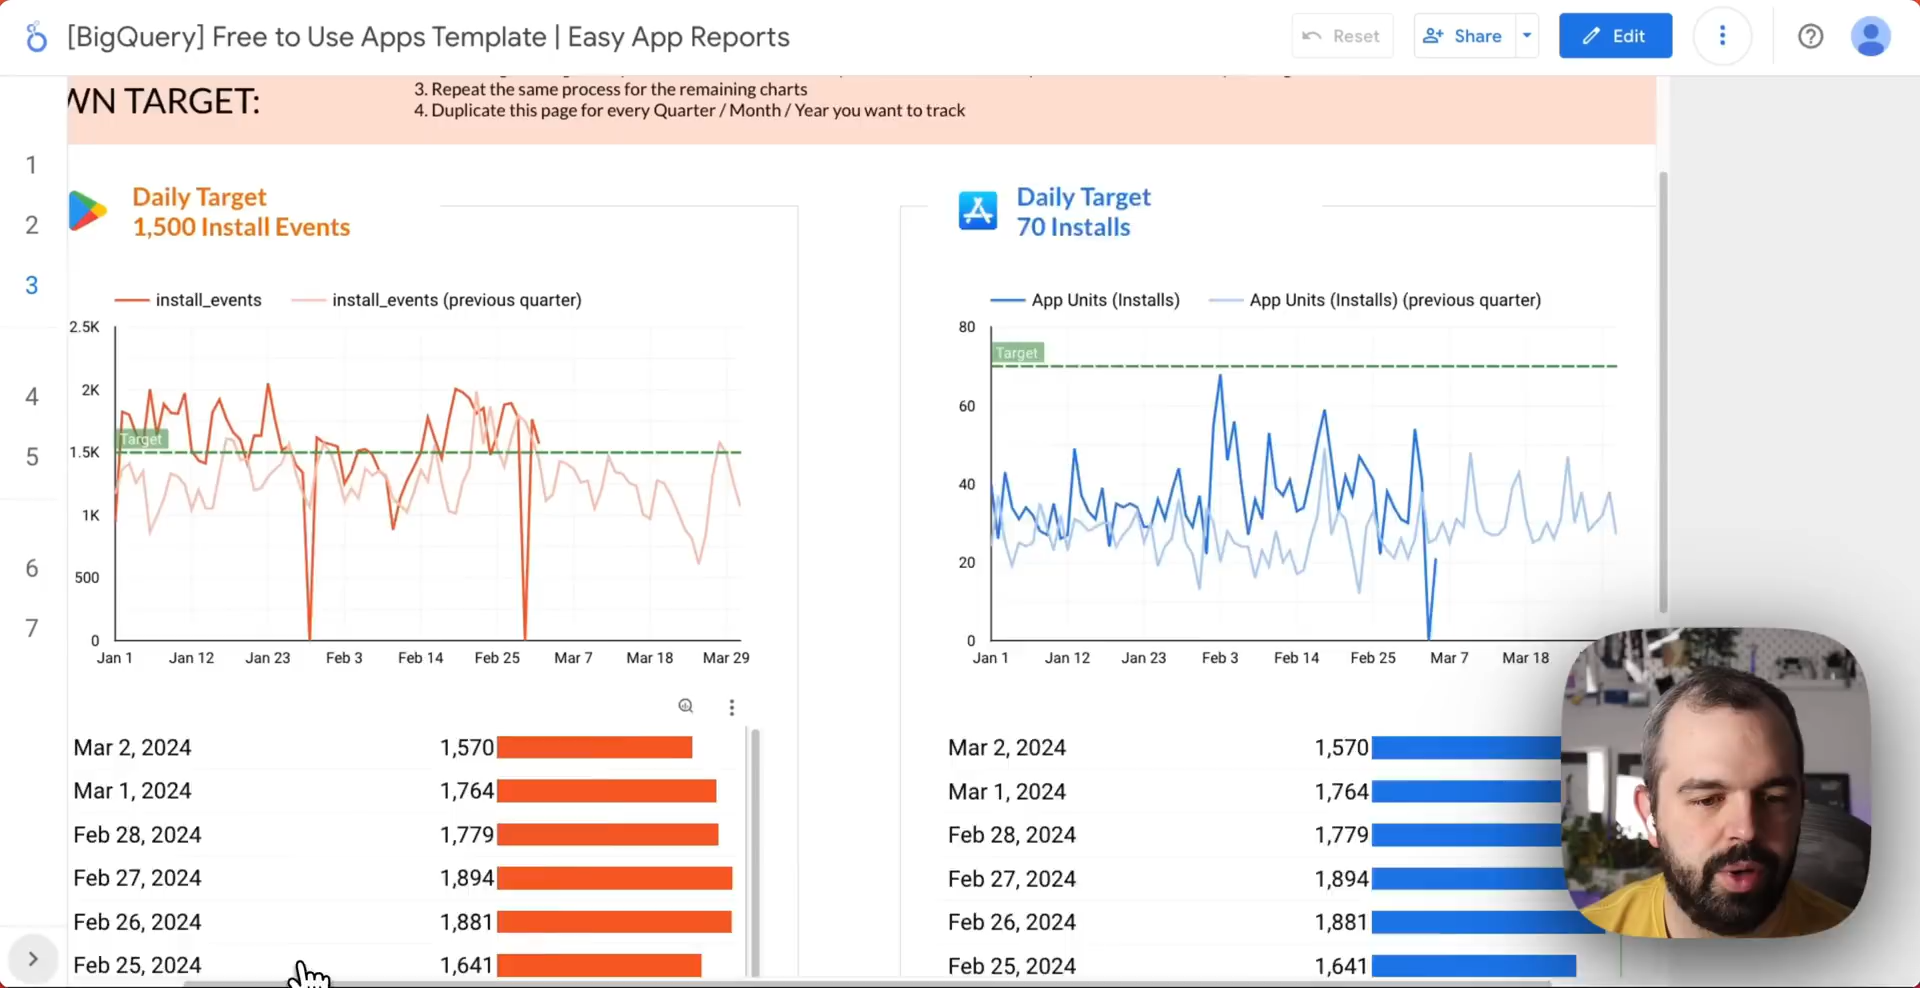 [BigQuery] Free to Use Apps Template | Easy App Reports
Reset
Share
Edit
WN TARGET:
3. Repeat the same process for the remaining charts
4. Duplicate this page for every Quarter / Month / Year you want to track
1
2
3
4
5
6
7
Daily Target
1,500 Install Events
install_events
install_events (previous quarter)
2.5K
2K
Target
1.5K
1K
500
0
Jan 1
Jan 12
Jan 23
Feb 3
Feb 14
Feb 25
Mar 7
Mar 18
Mar 29
Mar 2, 2024 1,570
Mar 1, 2024 1,764
Feb 28, 2024 1,779
Feb 27, 2024 1,894
Feb 26, 2024 1,881
Feb 25, 2024 1,641
Daily Target
70 Installs
App Units (Installs)
App Units (Installs) (previous quarter)
80
Target
60
40
20
0
Jan 1
Jan 12
Jan 23
Feb 3
Feb 14
Feb 25
Mar 7
Mar 18
Mar 2, 2024 1,570
Mar 1, 2024 1,764
Feb 28, 2024 1,779
Feb 27, 2024 1,894
Feb 26, 2024 1,881
Feb 25, 2024 1,641